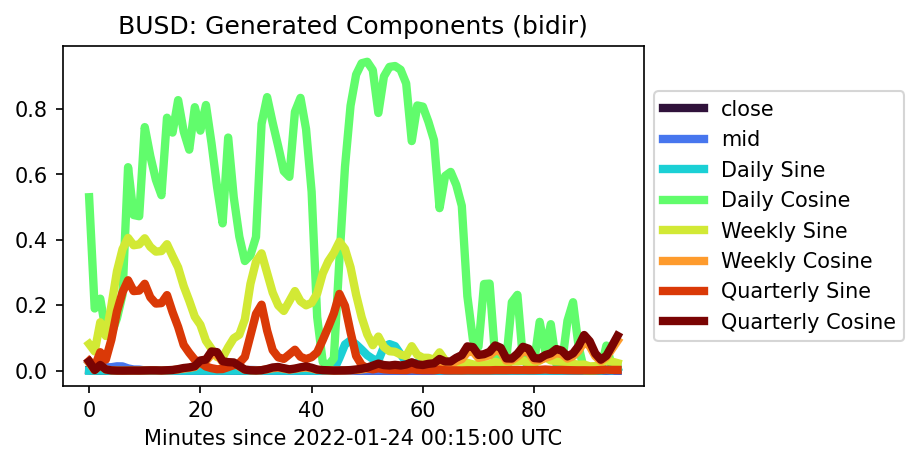 BUSD: Generated Components (bidir)
0.8
0.6
0.4
0.2
0.0
0 20 40 60 80
Minutes since 2022-01-24 00:15:00 UTC
close
mid
Daily Sine
Daily Cosine
Weekly Sine
Weekly Cosine
Quarterly Sine
Quarterly Cosine